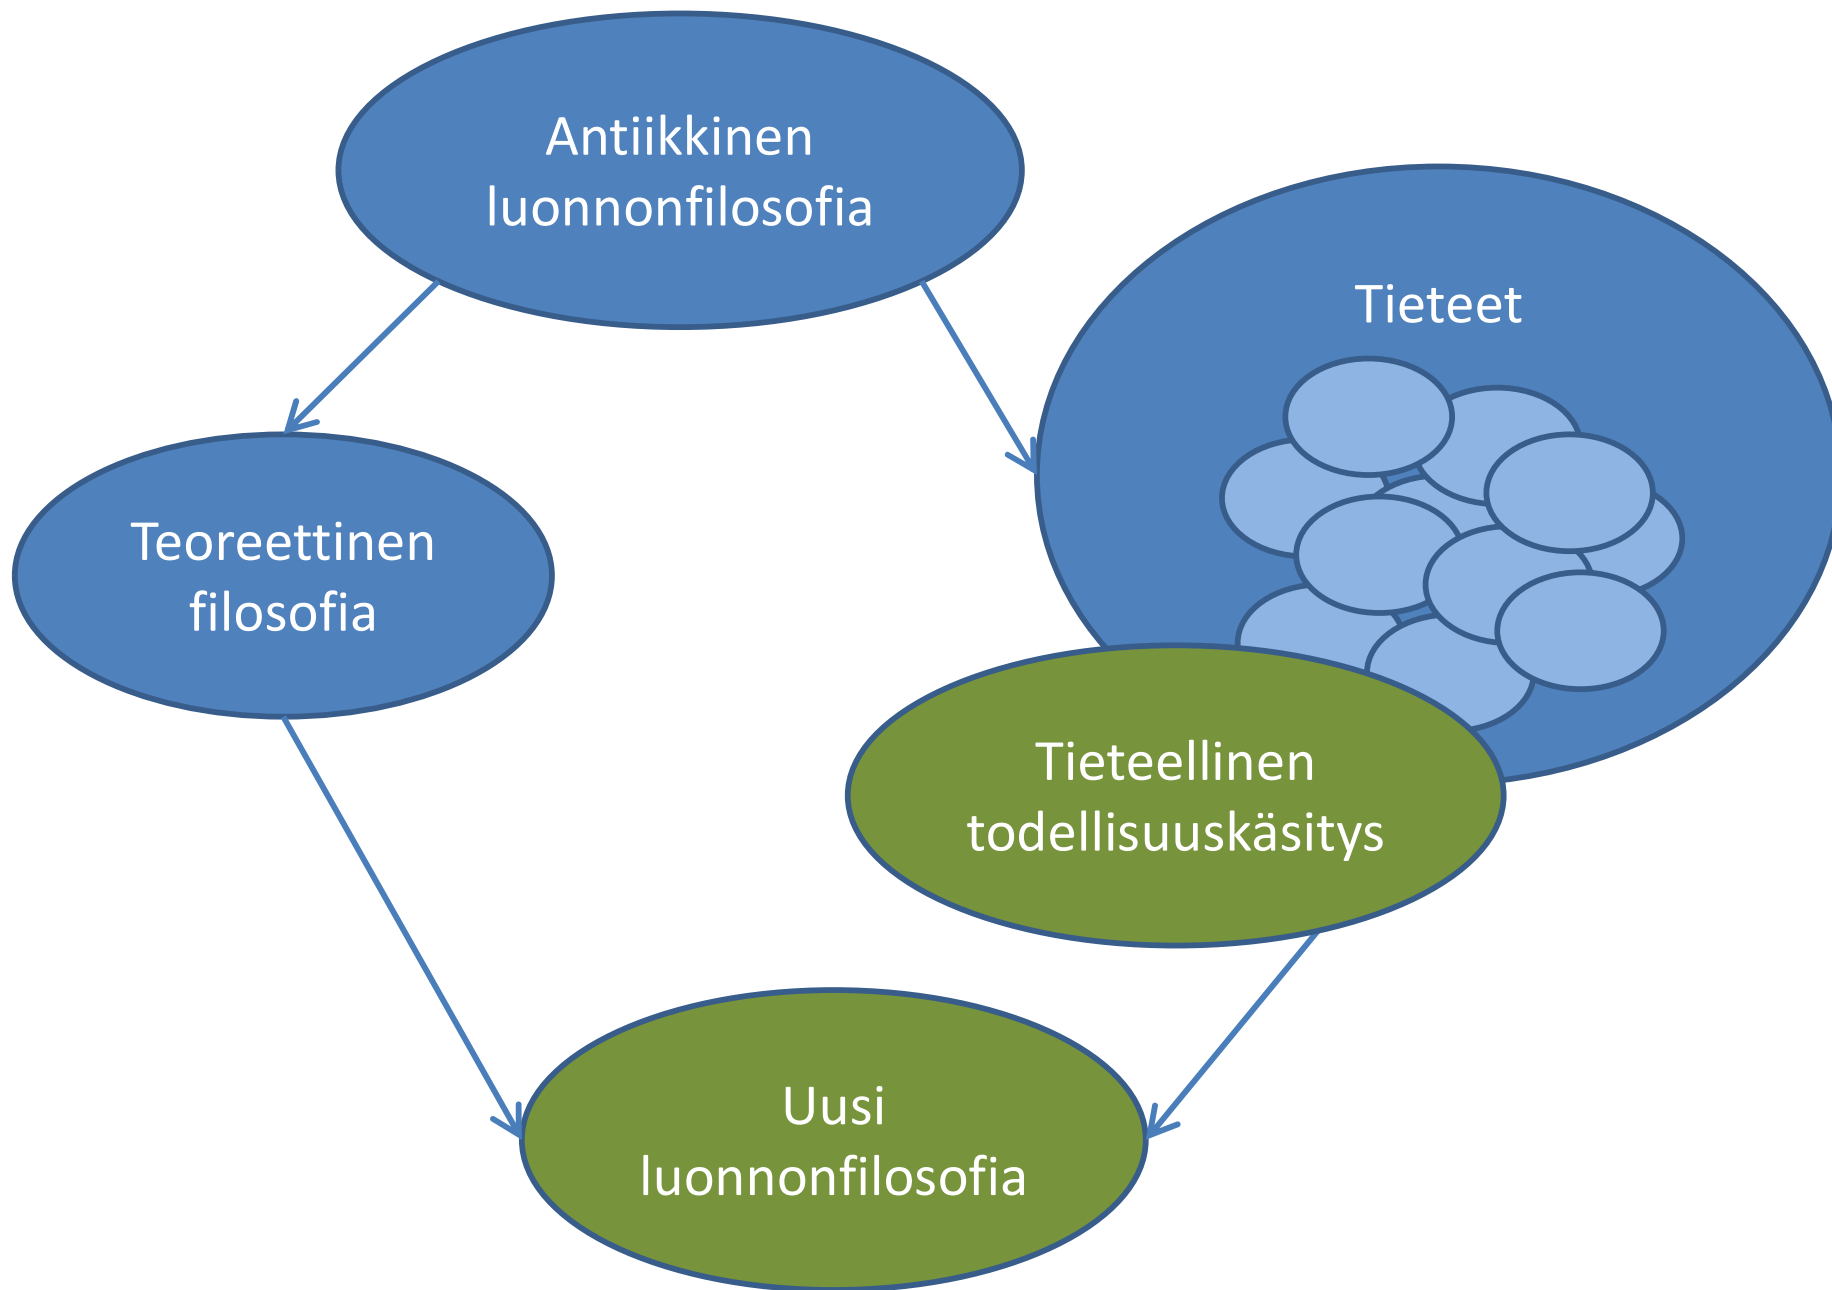 Antiikkinen
luonnonfilosofia
Tieteet
Teoreettinen
filosofia
Tieteellinen
todellisuuskäsitys
Uusi
luonnonfilosofia